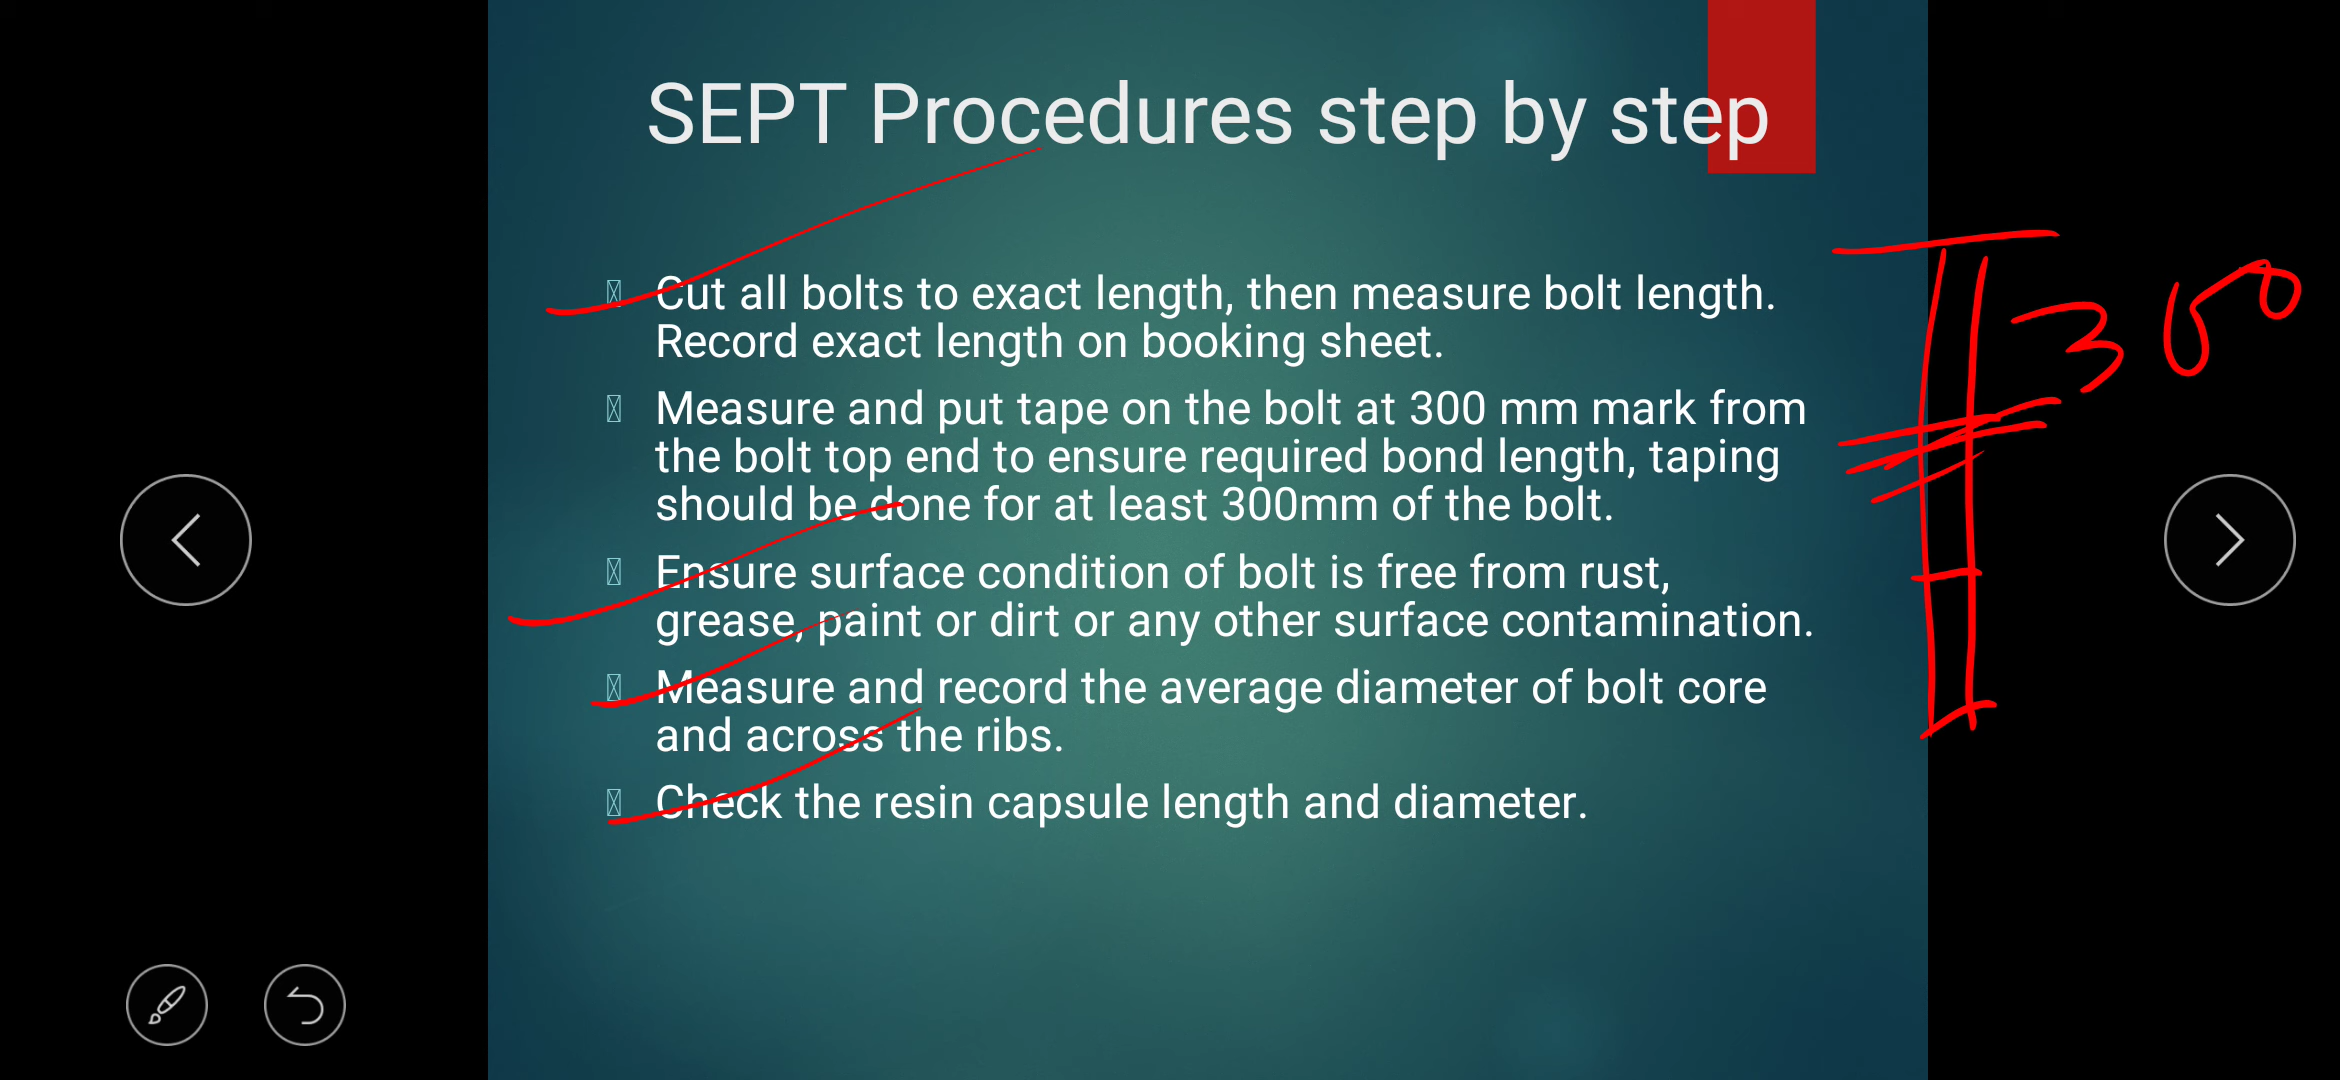 SEPT Procedures step by step
Cut all bolts to exact length, then measure bolt length.
Record exact length on booking sheet.
Measure and put tape on the bolt at 300 mm mark from
the bolt top end to ensure required bond length, taping
should be done for at least 300mm of the bolt.
Ensure surface condition of bolt is free from rust,
grease, paint or dirt or any other surface contamination.
Measure and record the average diameter of bolt core
and across the ribs.
Check the resin capsule length and diameter.
300